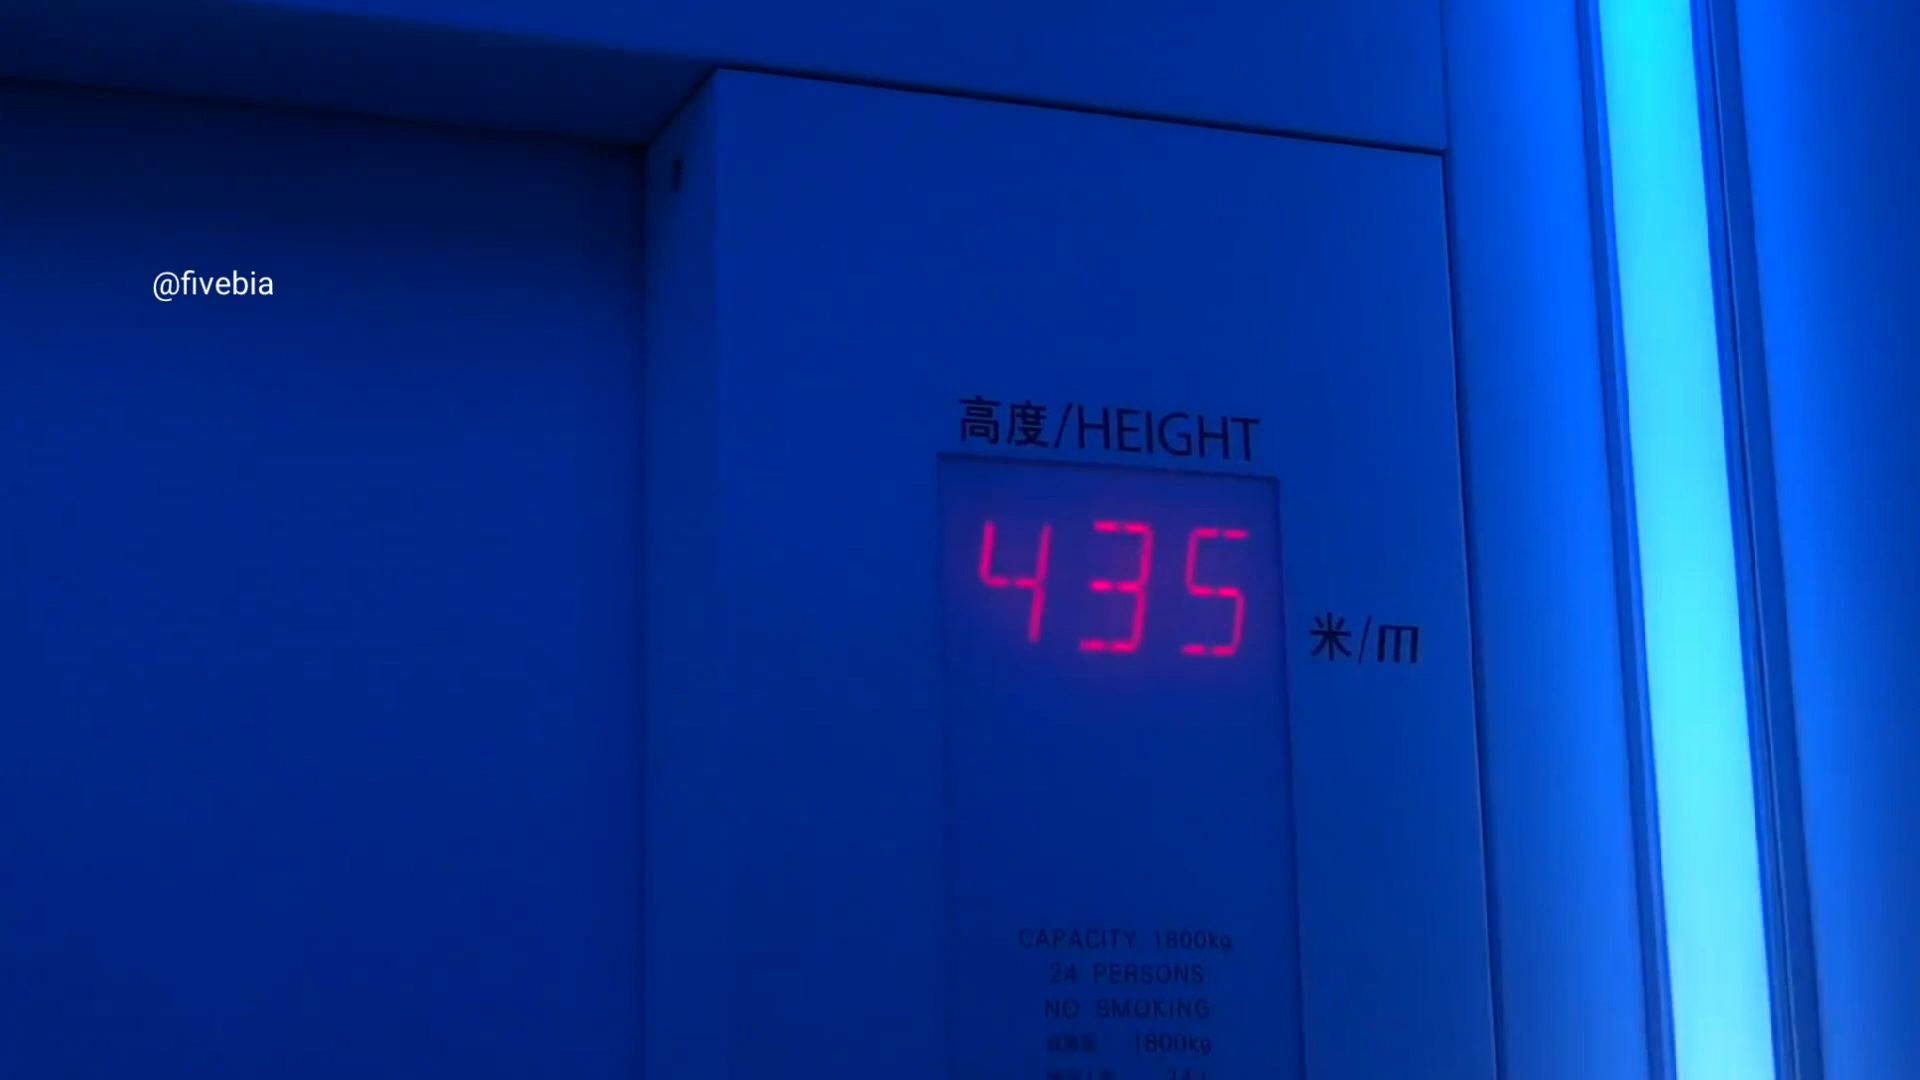 @fivebia
高度/HEIGHT
435
米/m
CAPACITY 1800kg
24 PERSONS
NO SMOKING
1800kg